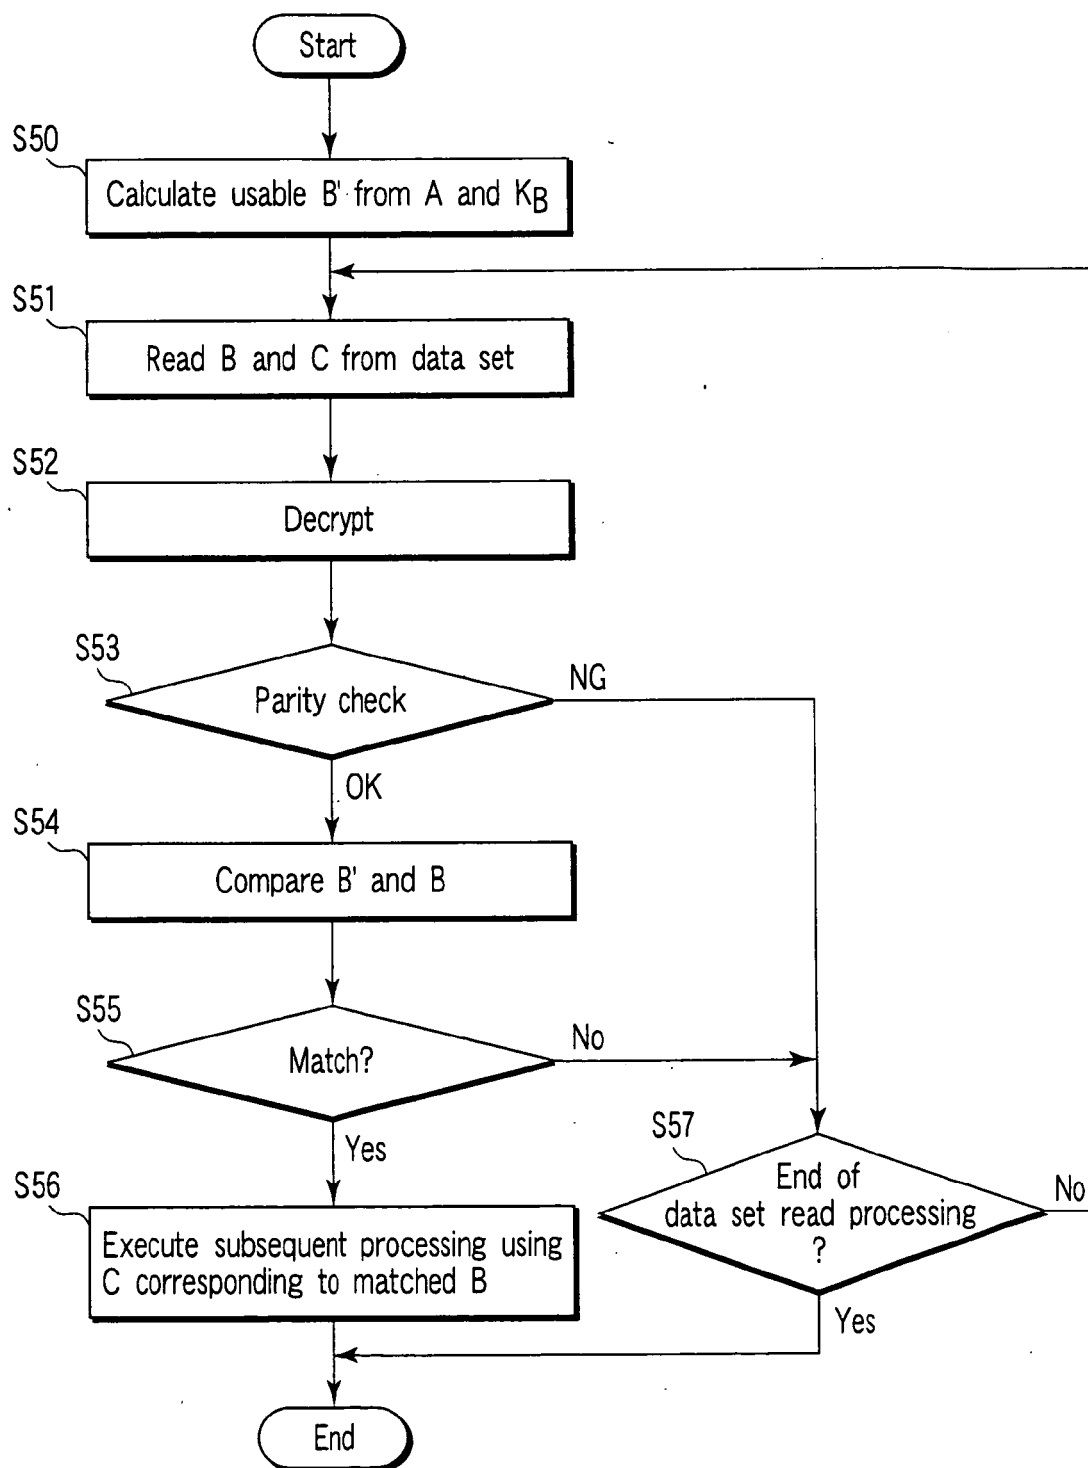 Start
S50
Calculate usable B' from A and KB
S51
Read B and C from data set
S52
Decrypt
S53
Parity check
NG
OK
S54
Compare B' and B
S55
Match?
No
Yes
S57
End of
data set read processing
?
No
Yes
S56
Execute subsequent processing using
C corresponding to matched B
End